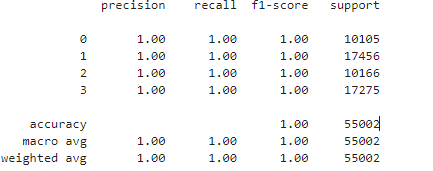 precision recall f1-score support
0 1.00 1.00 1.00 10105
1 1.00 1.00 1.00 17456
2 1.00 1.00 1.00 10166
3 1.00 1.00 1.00 17275
accuracy 1.00 55002
macro avg 1.00 1.00 1.00 55002
weighted avg 1.00 1.00 1.00 55002